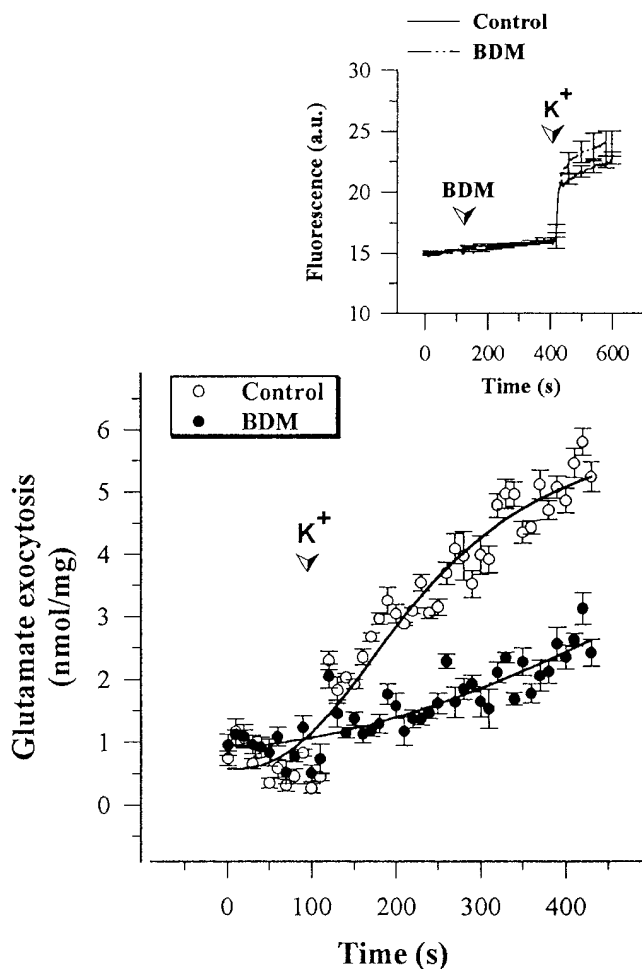 Control
BDM
30
25
20
15
10
Fluorescence (a.u.)
K+
BDM
0
200
400
600
Time (s)
Control
BDM
6
5
4
3
2
1
0
Glutamate exocytosis
(nmol/mg)
K+
0
100
200
300
400
Time (s)